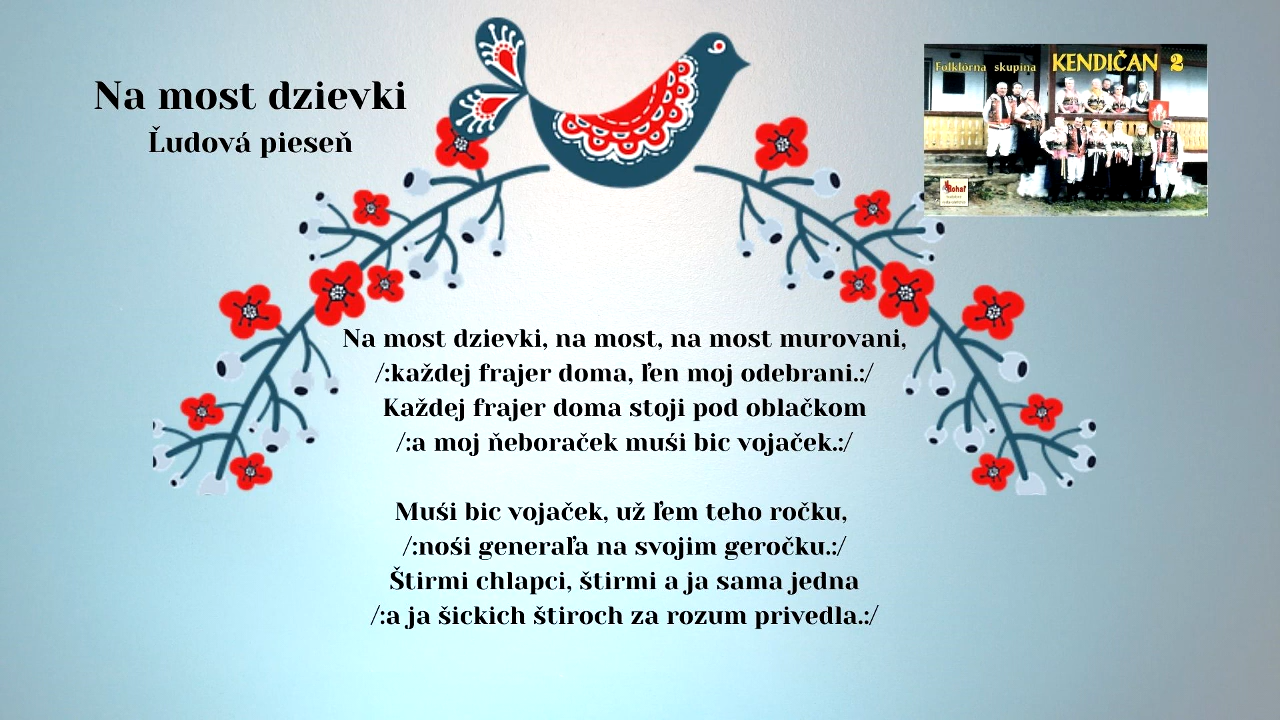 Na most dzievki
Ľudová pieseň
Folklórna skupina KENDIČAN 2
Bohaľ
Na most dzievki, na most, na most murovani,
/:každej frajer doma, ľen moj odebrani.:/
Každej frajer doma stoji pod oblačkom
/:a moj ňeboraček muśi bic vojaček.:/
Muśi bic vojaček, už ľem teho ročku,
/:nośi generaľa na svojim geročku.:/
Štirmi chlapci, štirmi a ja sama jedna
/:a ja šickich štiroch za rozum privedla.:/